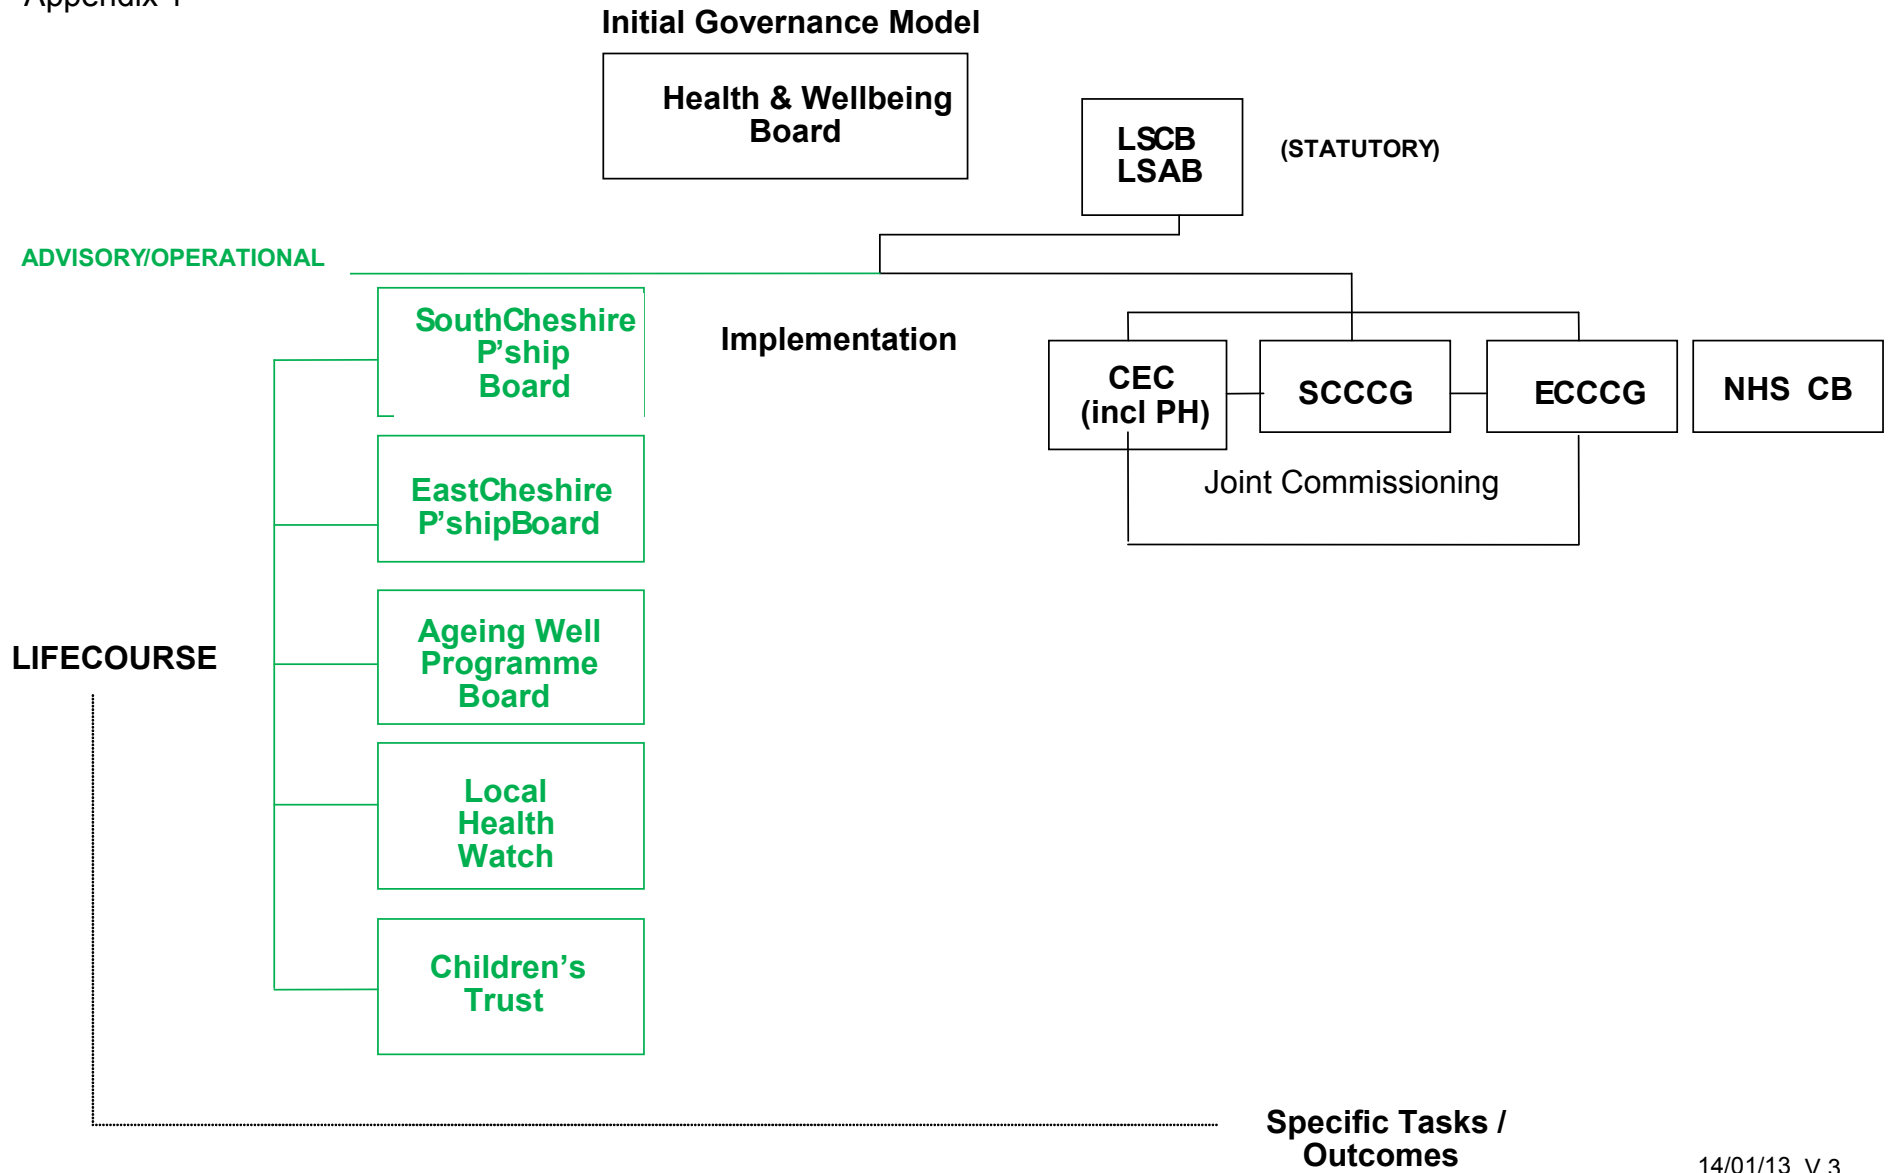 Appendix 1
Initial Governance Model
Health & Wellbeing
Board
LSCB
LSAB
(STATUTORY)
ADVISORY/OPERATIONAL
SouthCheshire
P’ship
Board
Implementation
CEC
(incl PH)
SCCCG
ECCCG
NHS CB
EastCheshire
P’shipBoard
Joint Commissioning
Ageing Well
Programme
Board
LIFECOURSE
Local
Health
Watch
Children’s
Trust
Specific Tasks /
Outcomes
14/01/13 V 3